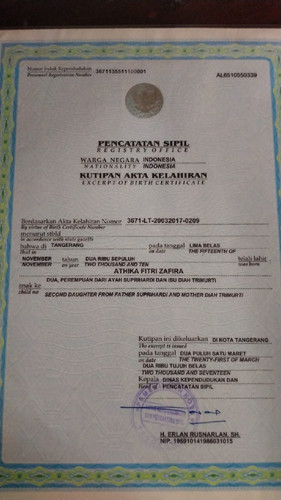 Nomor Induk Kependudukan 3671135511100001 AL6510550339
Personal Registration Number
PENCATATAN SIPIL
REGISTRY OFFICE
WARGA NEGARA INDONESIA
NATIONALITY INDONESIA
KUTIPAN AKTA KELAHIRAN
EXCERPT OF BIRTH CERTIFICATE
Berdasarkan Akta Kelahiran Nomor 3671-LT-20032017-0209
By virtue of Birth Certificate Number
menurut stbld
in accordance with state gazette
bahwa di TANGERANG pada tanggal LIMA BELAS
that in on date THE FIFTEENTH OF
NOVEMBER tahun DUA RIBU SEPULUH telah lahir
NOVEMBER on year TWO THOUSAND AND TEN was born
ATHIKA FITRI ZAFIRA
anak ke DUA, PEREMPUAN DARI AYAH SUPRIHARDI DAN IBU DIAH TRIMURTI
child no SECOND DAUGHTER FROM FATHER SUPRIHARDI AND MOTHER DIAH TRIMURTI
Kutipan ini dikeluarkan DI KOTA TANGERANG
The excerpt is issued
pada tanggal DUA PULUH SATU MARET
on date THE TWENTY-FIRST OF MARCH
DUA RIBU TUJUH BELAS
TWO THOUSAND AND SEVENTEEN
Kepala DINAS KEPENDUDUKAN DAN
Head of PENCATATAN SIPIL
H. ERLAN RUSNARLAN, SH.
NIP. 195910141986031015